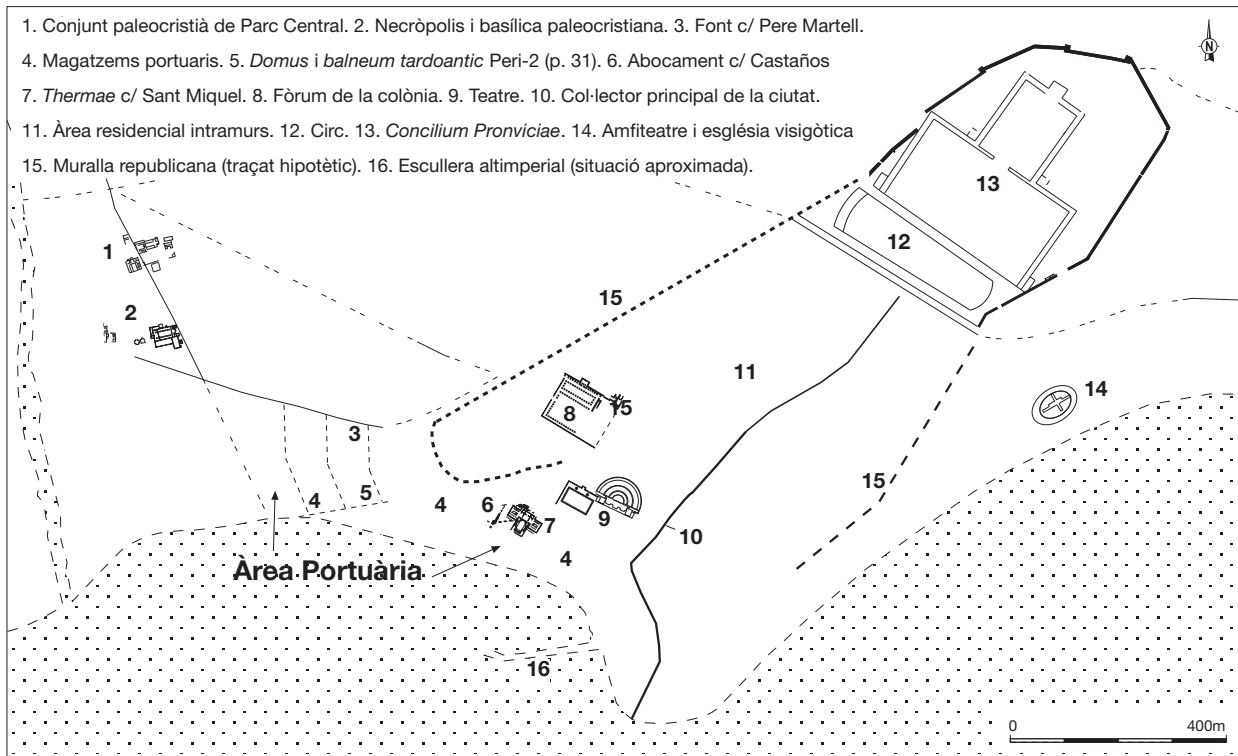 1. Conjunt paleocristià de Parc Central. 2. Necròpolis i basílica paleocristiana. 3. Font c/ Pere Martell.
4. Magatzems portuaris. 5. Domus i balneum tardoantic Peri-2 (p. 31). 6. Abocament c/ Castaños
7. Thermae c/ Sant Miquel. 8. Fòrum de la colònia. 9. Teatre. 10. Col·lector principal de la ciutat.
11. Àrea residencial intramurs. 12. Circ. 13. Concilium Pronviciae. 14. Amfiteatre i església visigòtica
15. Muralla republicana (traçat hipotètic). 16. Escullera altimperial (situació aproximada).
N
13
12
1
15
2
11
14
8
15
3
15
4
5
4
6
7
9
10
4
Àrea Portuària
16
0 400m